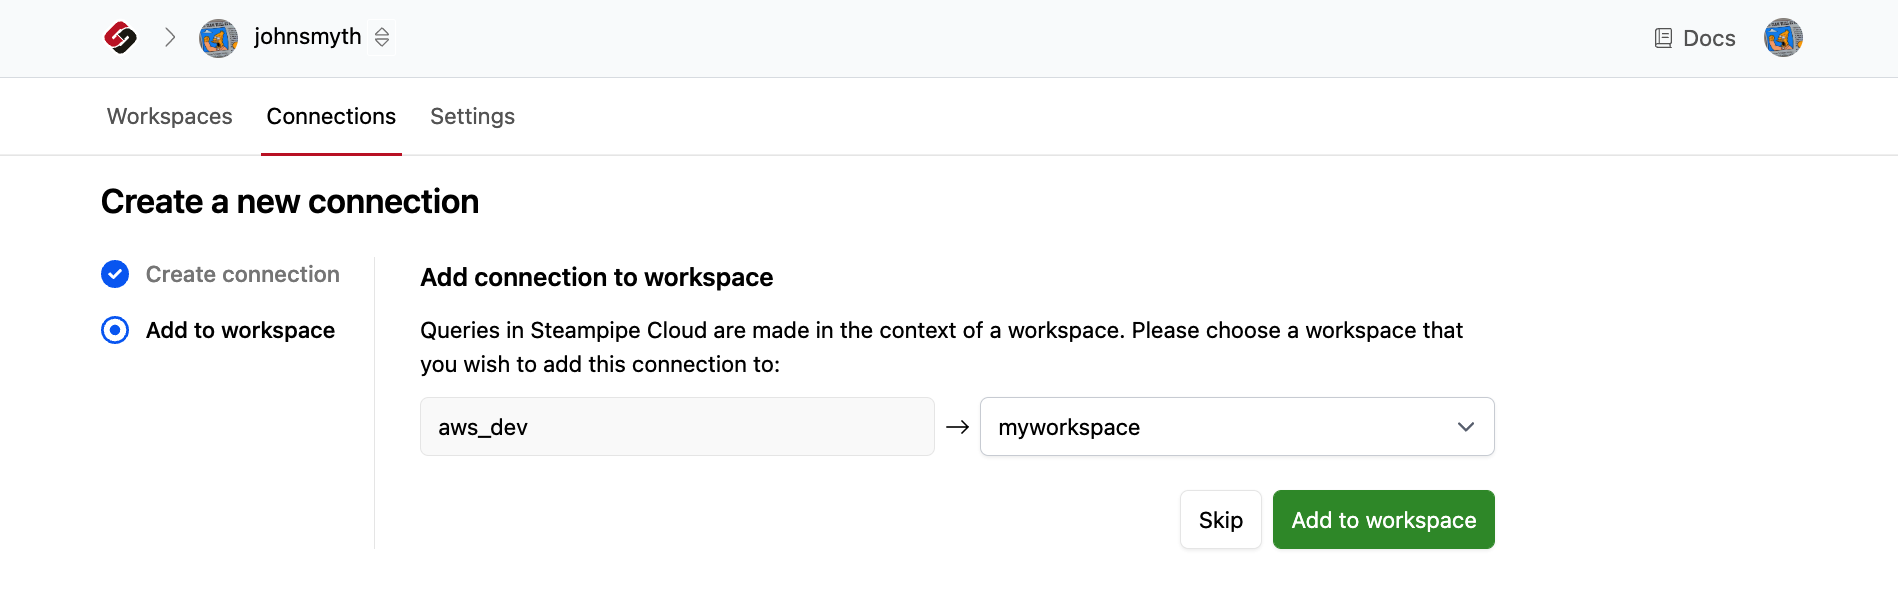 johnsmyth
Docs
Workspaces
Connections
Settings
Create a new connection
Create connection
Add to workspace
Add connection to workspace
Queries in Steampipe Cloud are made in the context of a workspace. Please choose a workspace that
you wish to add this connection to:
aws_dev
myworkspace
Skip
Add to workspace